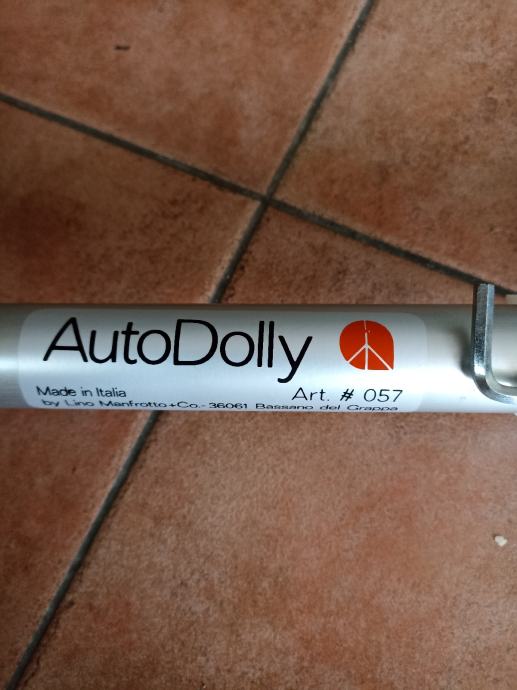 AutoDolly
Made in Italia
Art. # 057
by Lino Manfrotto+Co.- 36061 Bassano del Grappa